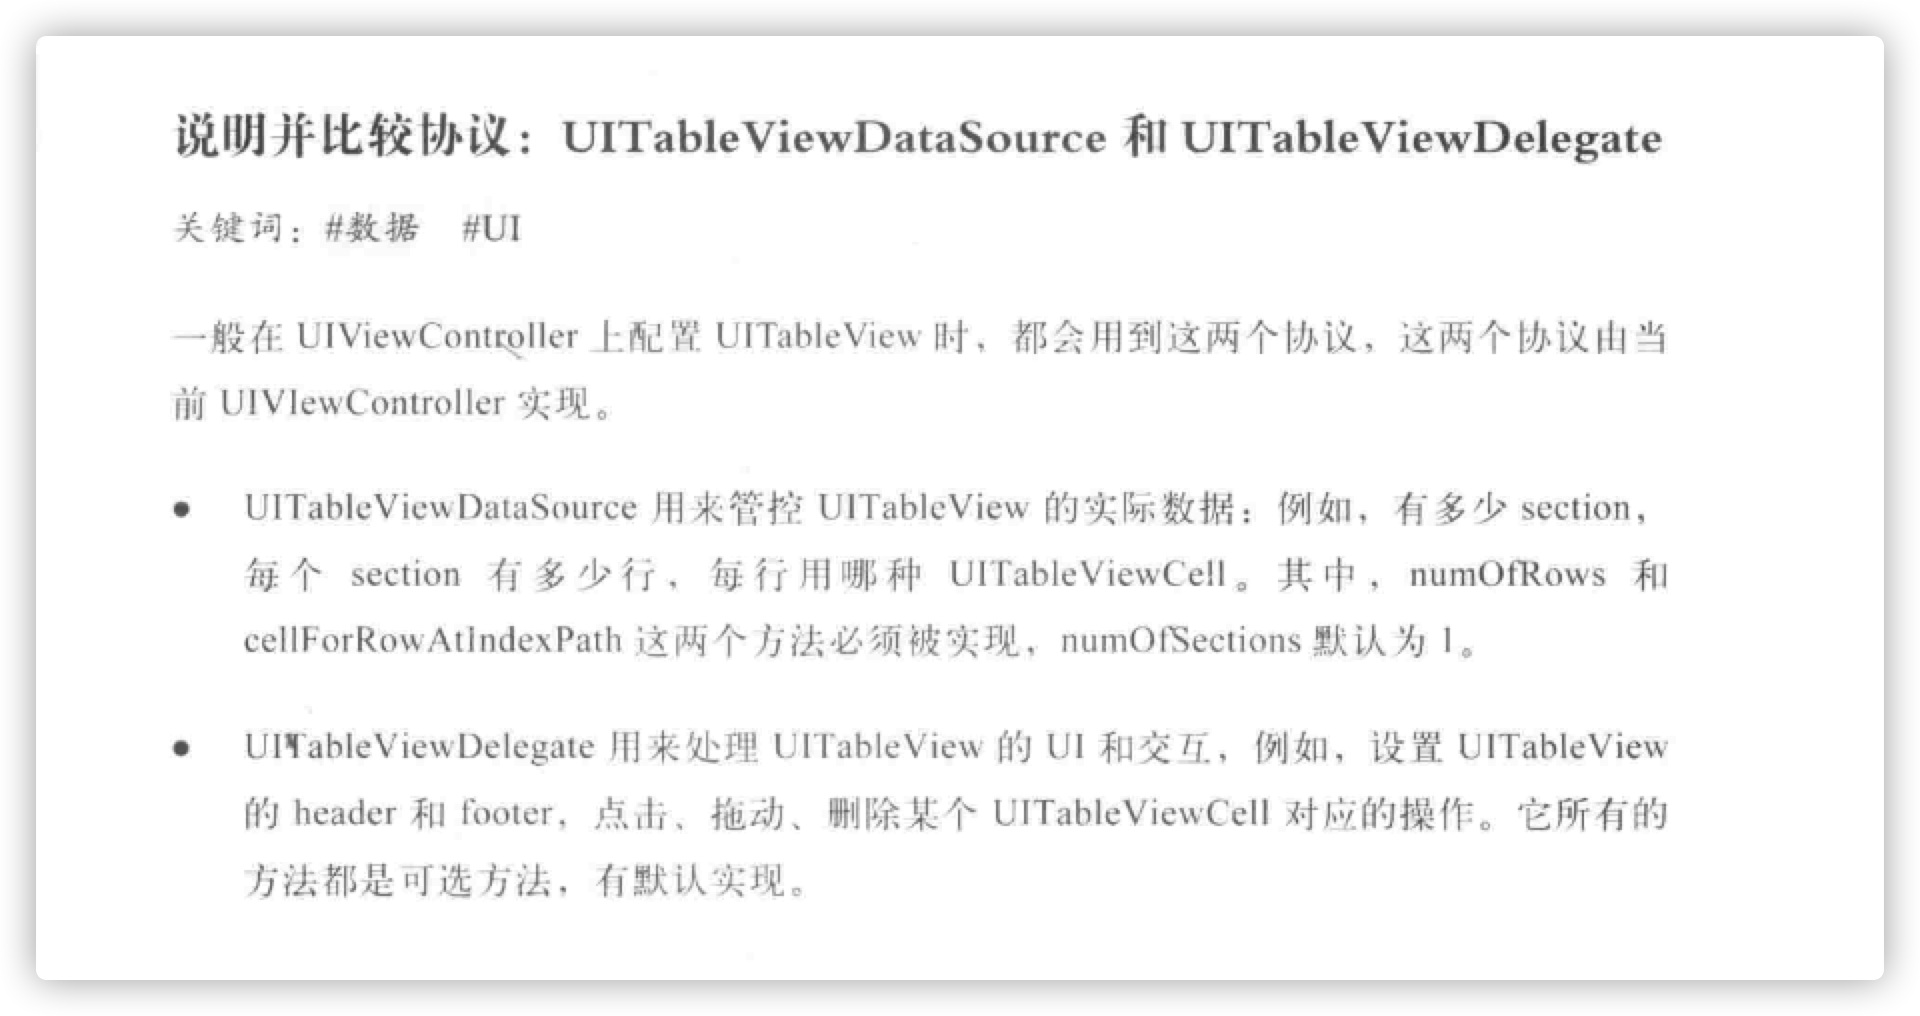 说明并比较协议：UITableViewDataSource 和 UITableViewDelegate
关键词：#数据 #UI
一般在 UIViewController 上配置 UITableView 时，都会用到这两个协议，这两个协议由当
前 UIVIewController 实现。
● UITableViewDataSource 用来管控 UITableView 的实际数据：例如，有多少 section，
每个 section 有多少行，每行用哪种 UITableViewCell。其中，numOfRows 和
cellForRowAtIndexPath 这两个方法必须被实现，numOfSections 默认为 1。
● UITableViewDelegate 用来处理 UITableView 的 UI 和交互，例如，设置 UITableView
的 header 和 footer，点击、拖动、删除某个 UITableViewCell 对应的操作。它所有的
方法都是可选方法，有默认实现。